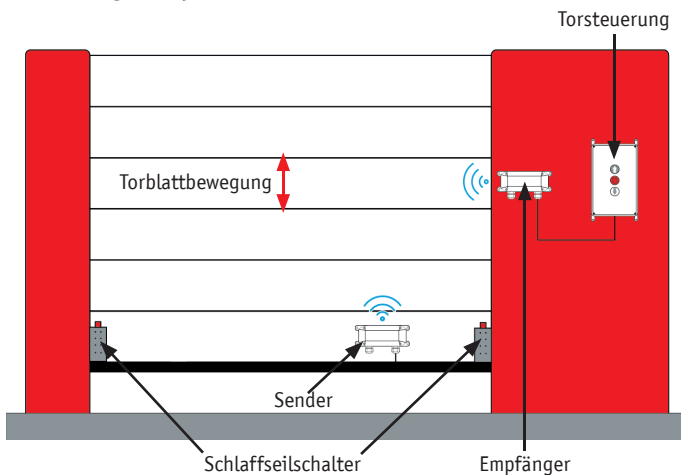 Torsteuerung
Torblattbewegung
Sender
Schlaffseilschalter
Empfänger